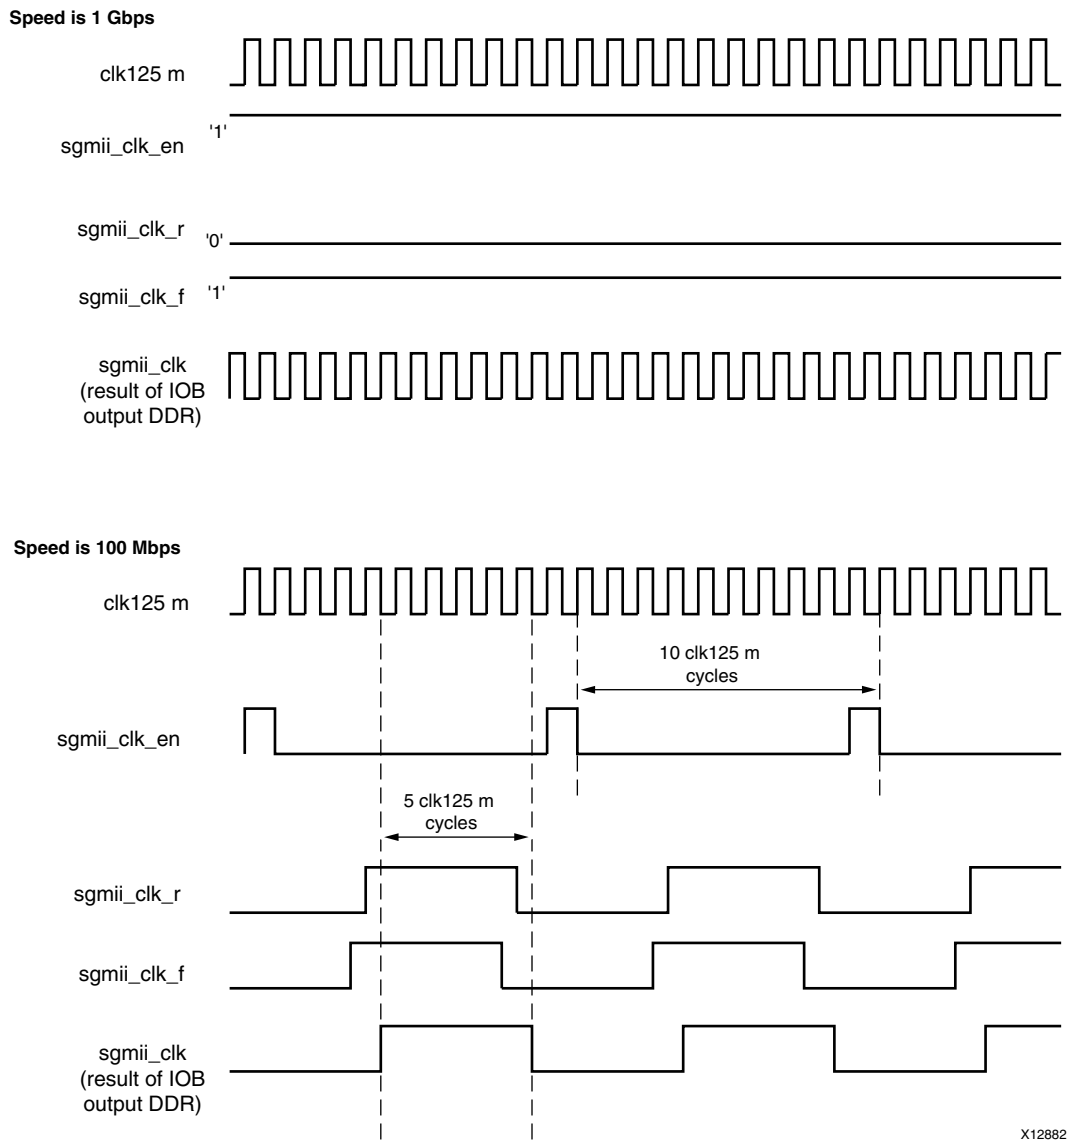 Speed is 1 Gbps
clk125 m
'1'
sgmii_clk_en
sgmii_clk_r
'0'
sgmii_clk_f
'1'
sgmii_clk
(result of IOB
output DDR)
Speed is 100 Mbps
clk125 m
10 clk125 m
cycles
sgmii_clk_en
5 clk125 m
cycles
sgmii_clk_r
sgmii_clk_f
sgmii_clk
(result of IOB
output DDR)
X12882